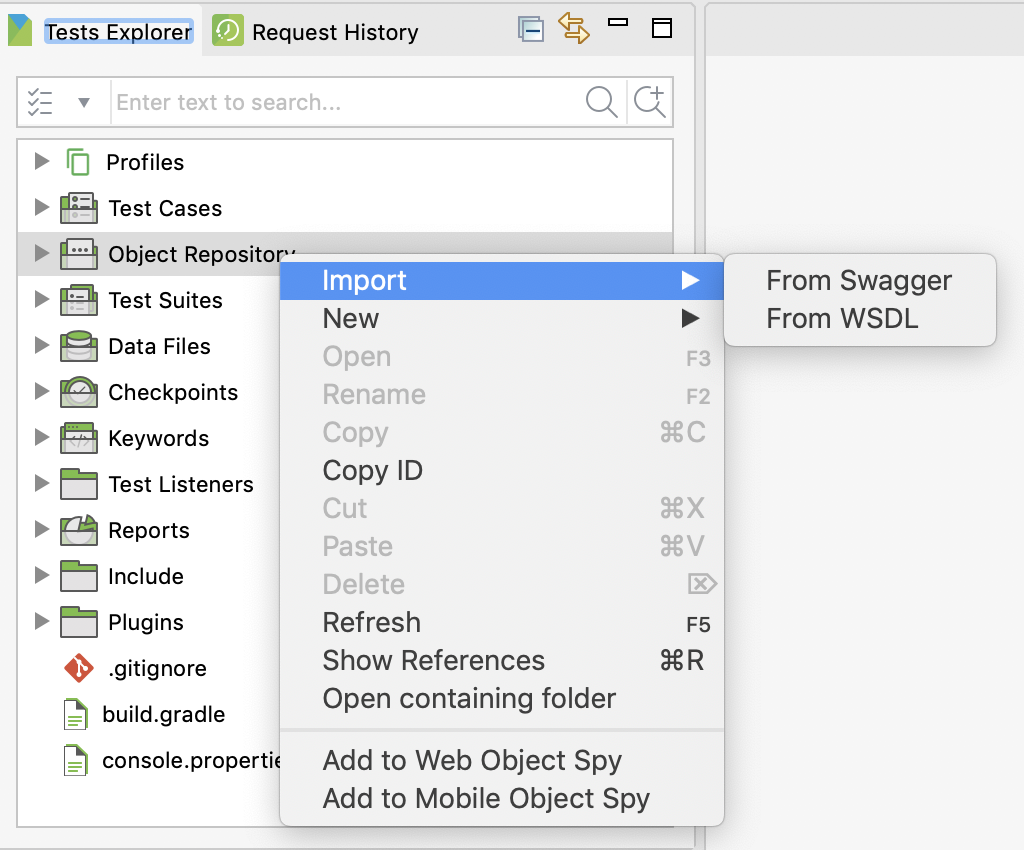 Tests Explorer
Request History
Enter text to search...
Profiles
Test Cases
Object Repository
Test Suites
Data Files
Checkpoints
Keywords
Test Listeners
Reports
Include
Plugins
.gitignore
build.gradle
console.propertie
Import
New
Open F3
Rename F2
Copy ⌘C
Copy ID
Cut ⌘X
Paste ⌘V
Delete ⌦
Refresh F5
Show References ⌘R
Open containing folder
Add to Web Object Spy
Add to Mobile Object Spy
From Swagger
From WSDL